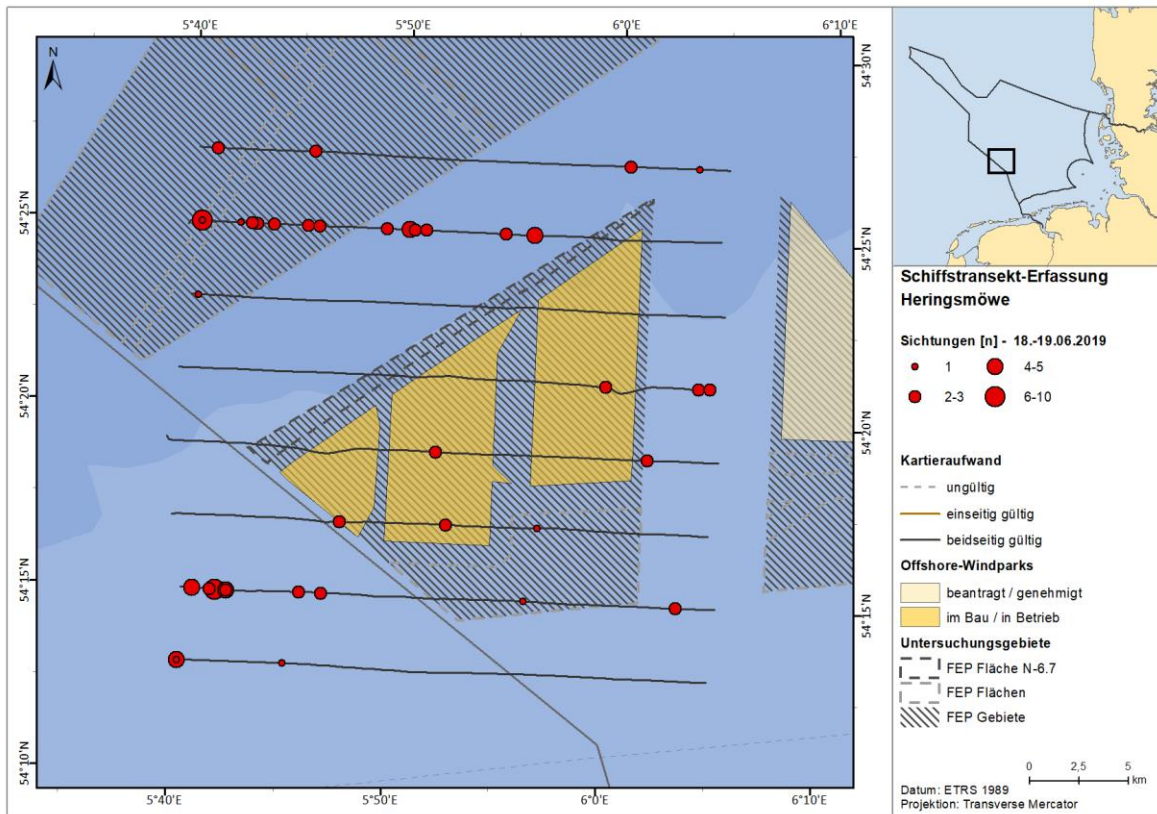 5°40'E 5°50'E 6°0'E 6°10'E
N
54°30'N
54°25'N
54°25'N
54°20'N
54°20'N
54°15'N
54°15'N
54°10'N
5°40'E 5°50'E 6°0'E 6°10'E
Schiffstransekt-Erfassung
Heringsmöwe
Sichtungen [n] - 18.-19.06.2019
1 4-5
2-3 6-10
Kartieraufwand
ungültig
einseitig gültig
beidseitig gültig
Offshore-Windparks
beantragt / genehmigt
im Bau / in Betrieb
Untersuchungsgebiete
FEP Fläche N-6.7
FEP Flächen
FEP Gebiete
0 2,5 5
km
Datum: ETRS 1989
Projektion: Transverse Mercator